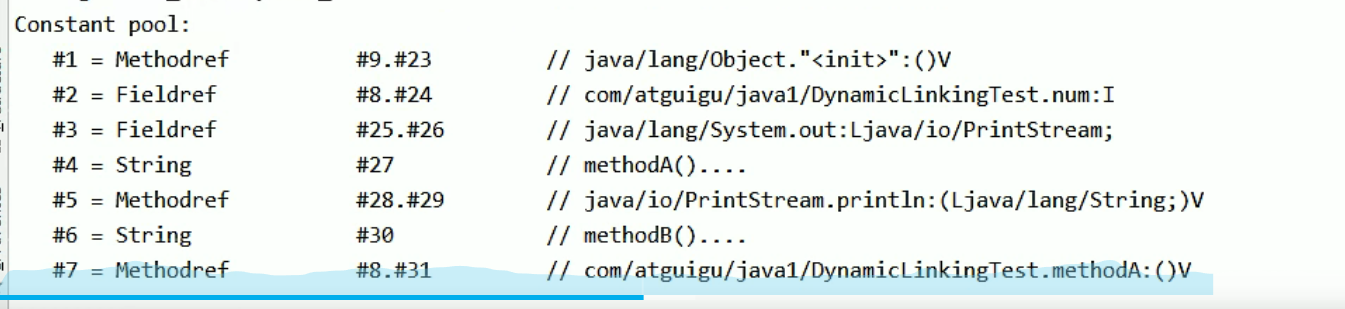 Constant pool:
#1 = Methodref #9.#23 // java/lang/Object."<init>":()V
#2 = Fieldref #8.#24 // com/atguigu/java1/DynamicLinkingTest.num:I
#3 = Fieldref #25.#26 // java/lang/System.out:Ljava/io/PrintStream;
#4 = String #27 // methodA()....
#5 = Methodref #28.#29 // java/io/PrintStream.println:(Ljava/lang/String;)V
#6 = String #30 // methodB()....
#7 = Methodref #8.#31 // com/atguigu/java1/DynamicLinkingTest.methodA:()V